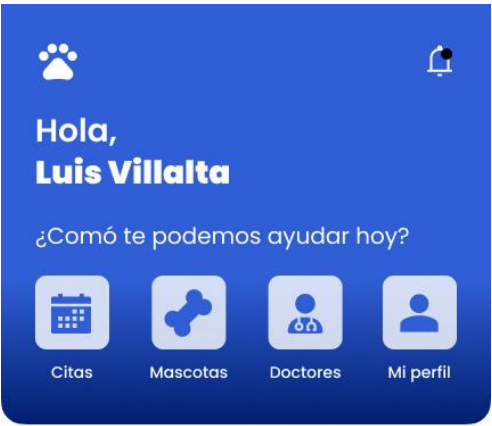 Hola,
Luis Villalta
¿Comó te podemos ayudar hoy?
Citas
Mascotas
Doctores
Mi perfil